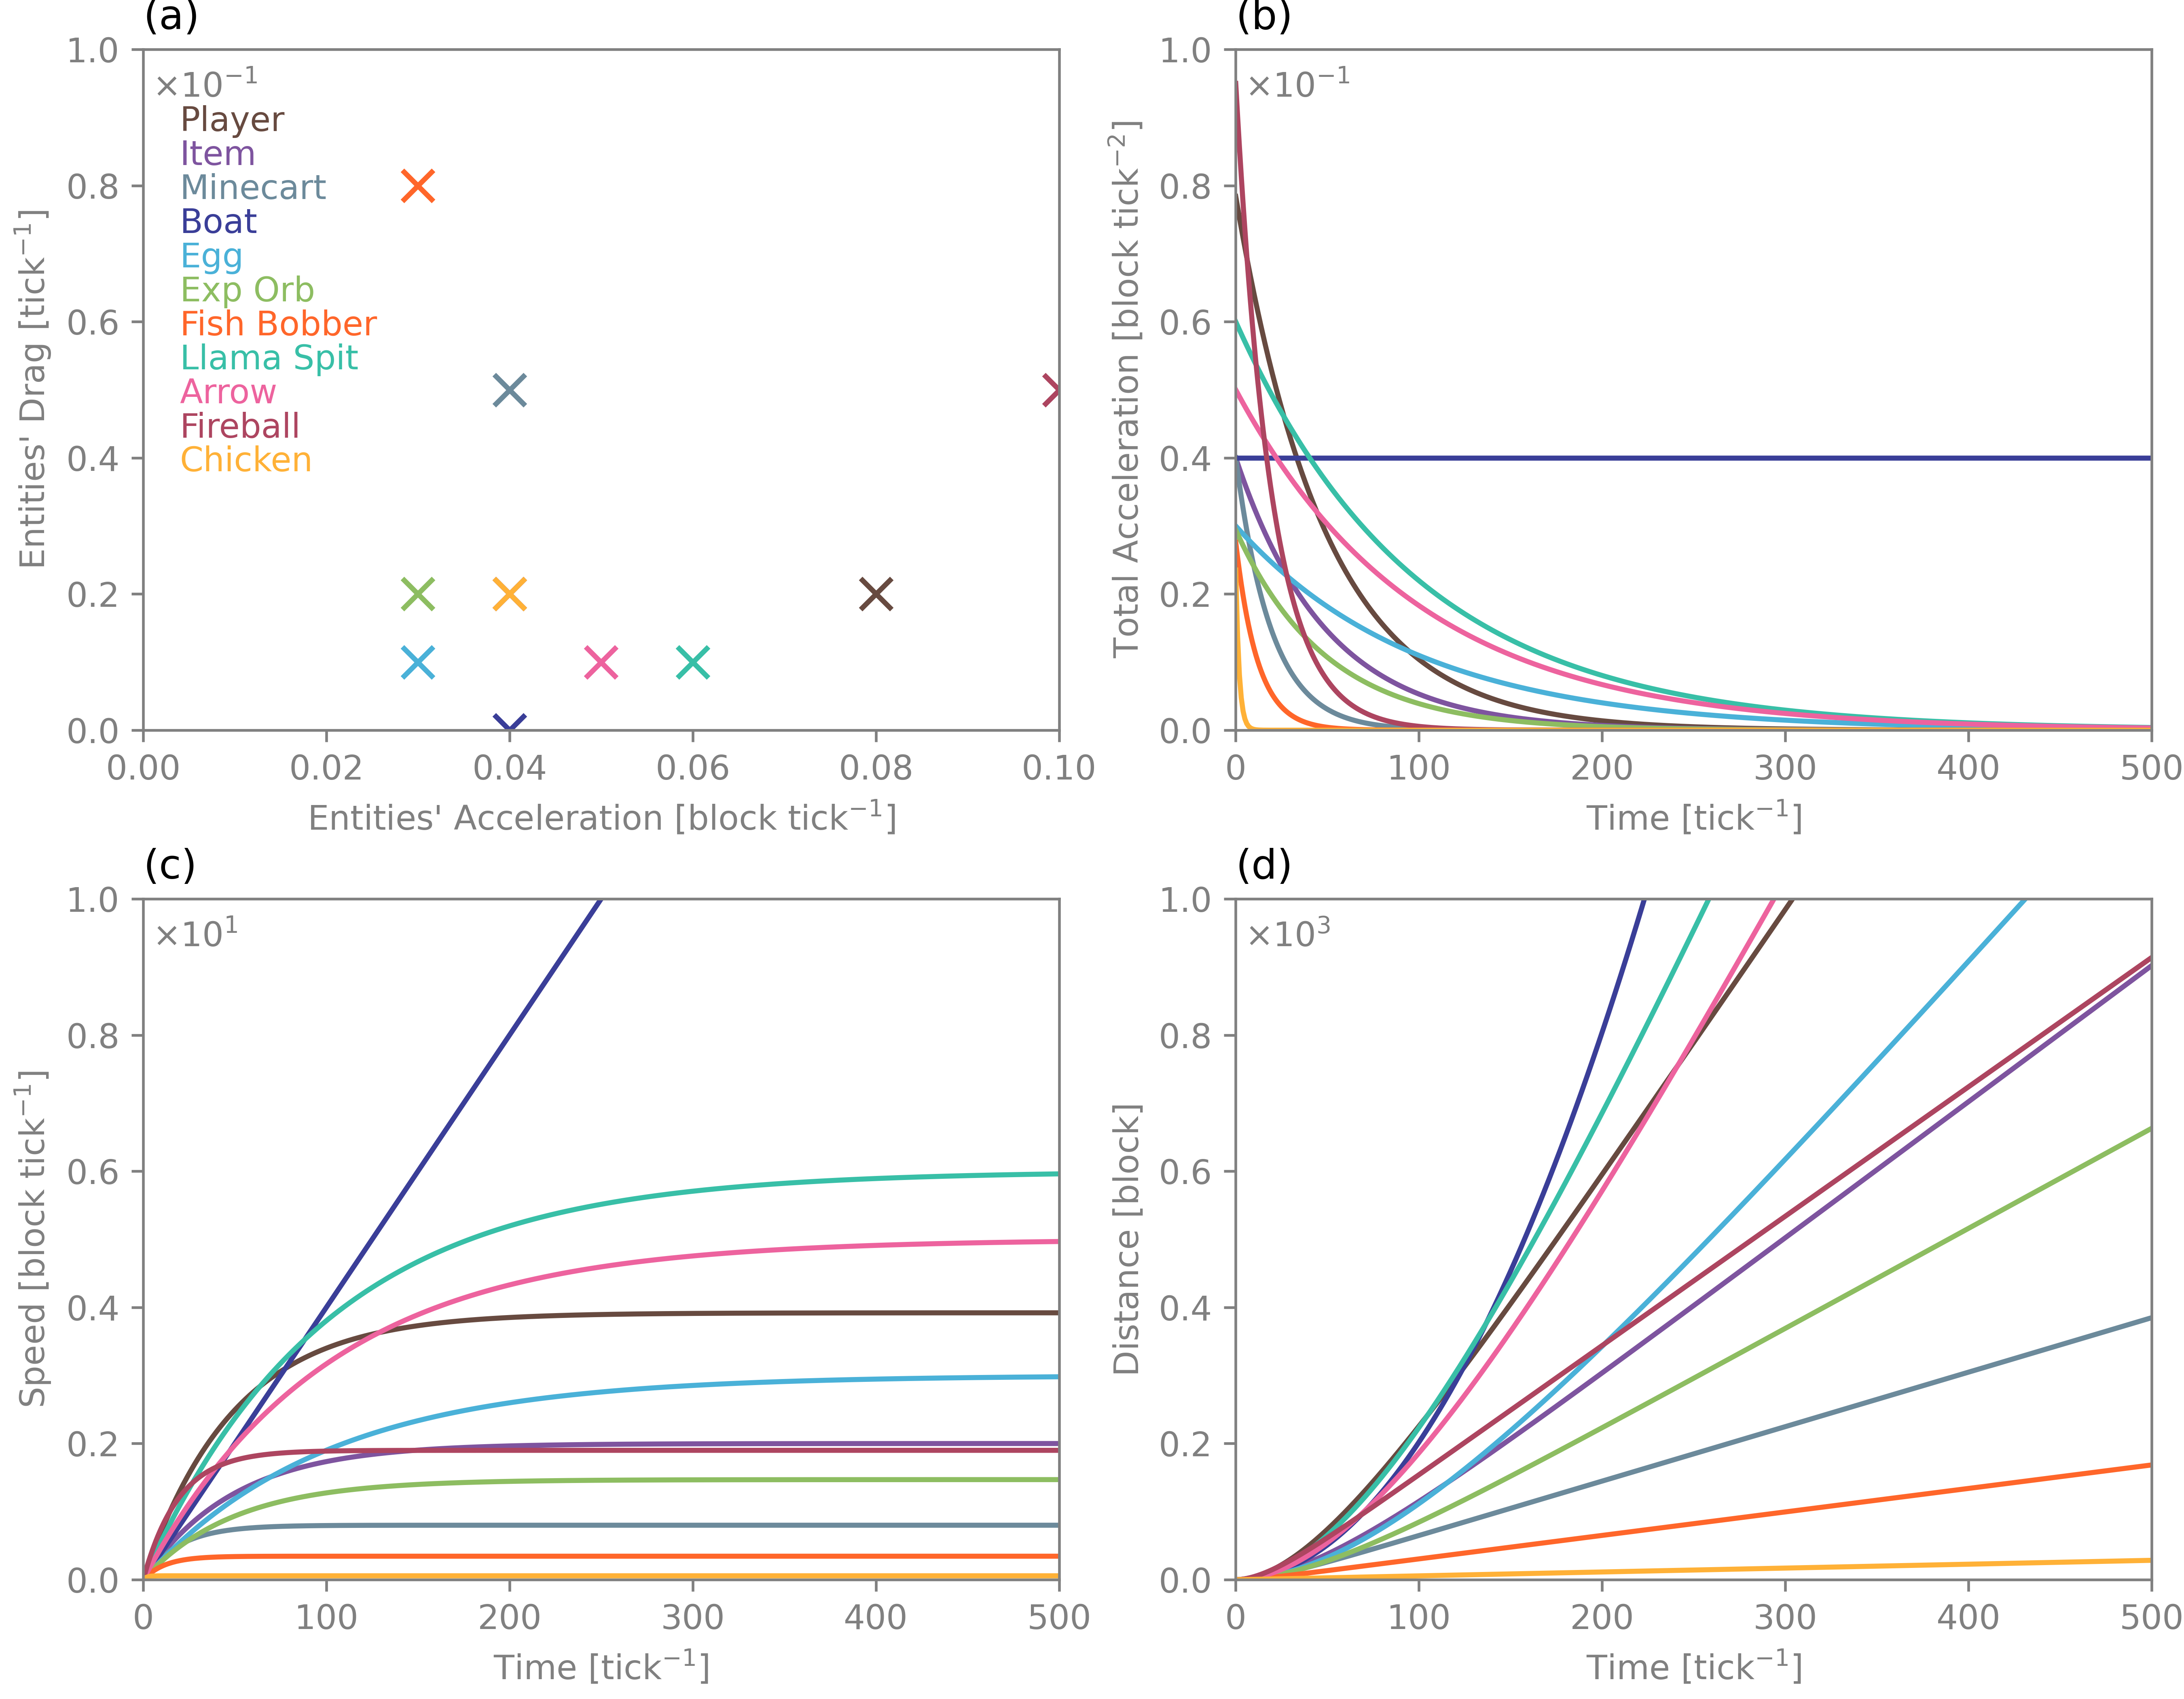 (a)
1.0
0.8
0.6
0.4
0.2
0.0
Entities' Drag [tick⁻¹]
×10⁻¹
Player
Item
Minecart
Boat
Egg
Exp Orb
Fish Bobber
Llama Spit
Arrow
Fireball
Chicken
0.00 0.02 0.04 0.06 0.08 0.10
Entities' Acceleration [block tick⁻¹]
(b)
1.0
0.8
0.6
0.4
0.2
0.0
Total Acceleration [block tick⁻²]
×10⁻¹
0 100 200 300 400 500
Time [tick⁻¹]
(c)
1.0
0.8
0.6
0.4
0.2
0.0
Speed [block tick⁻¹]
×10¹
0 100 200 300 400 500
Time [tick⁻¹]
(d)
1.0
0.8
0.6
0.4
0.2
0.0
Distance [block]
×10³
0 100 200 300 400 500
Time [tick⁻¹]